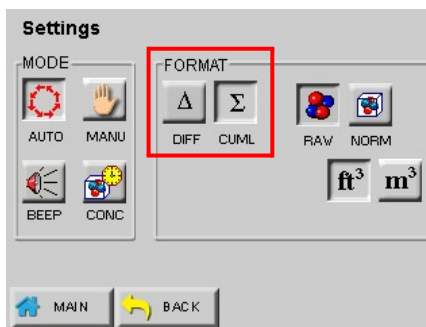 Settings
MODE
FORMAT
Δ
Σ
AUTO
MANU
DIFF
CUML
RAW
NORM
ft³
m³
BEEP
CONC
MAIN
BACK